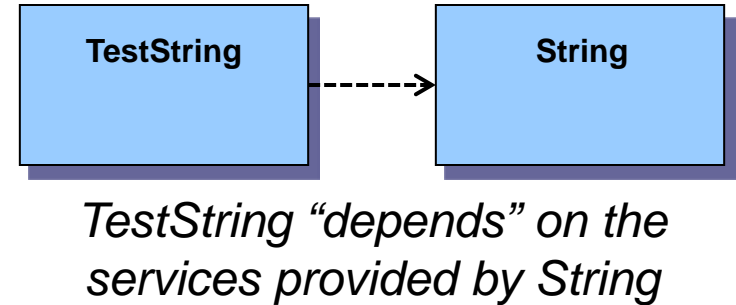 TestString
String
TestString “depends” on the
services provided by String